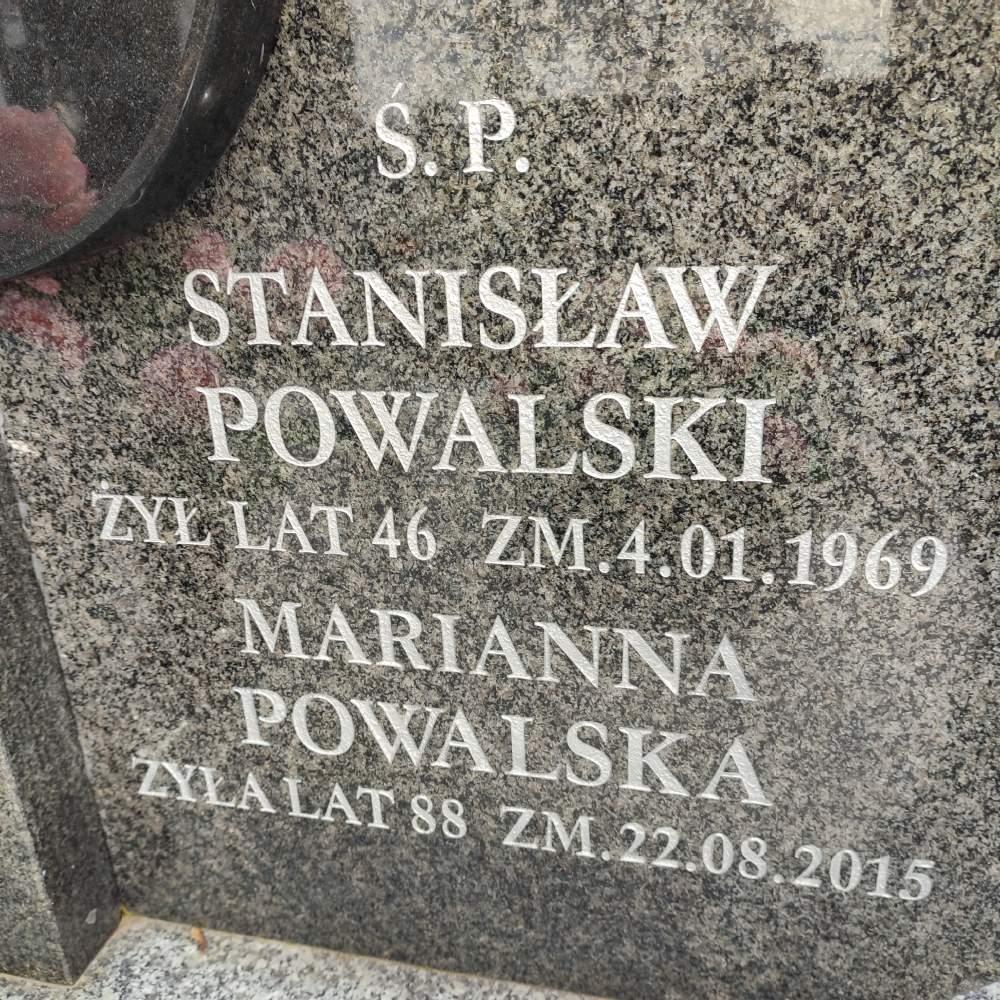 Ś. P.
STANISŁAW
POWALSKI
ŻYŁ LAT 46 ZM.4.01.1969
MARIANNA
POWALSKA
ŻYŁA LAT 88 ZM.22.08.2015